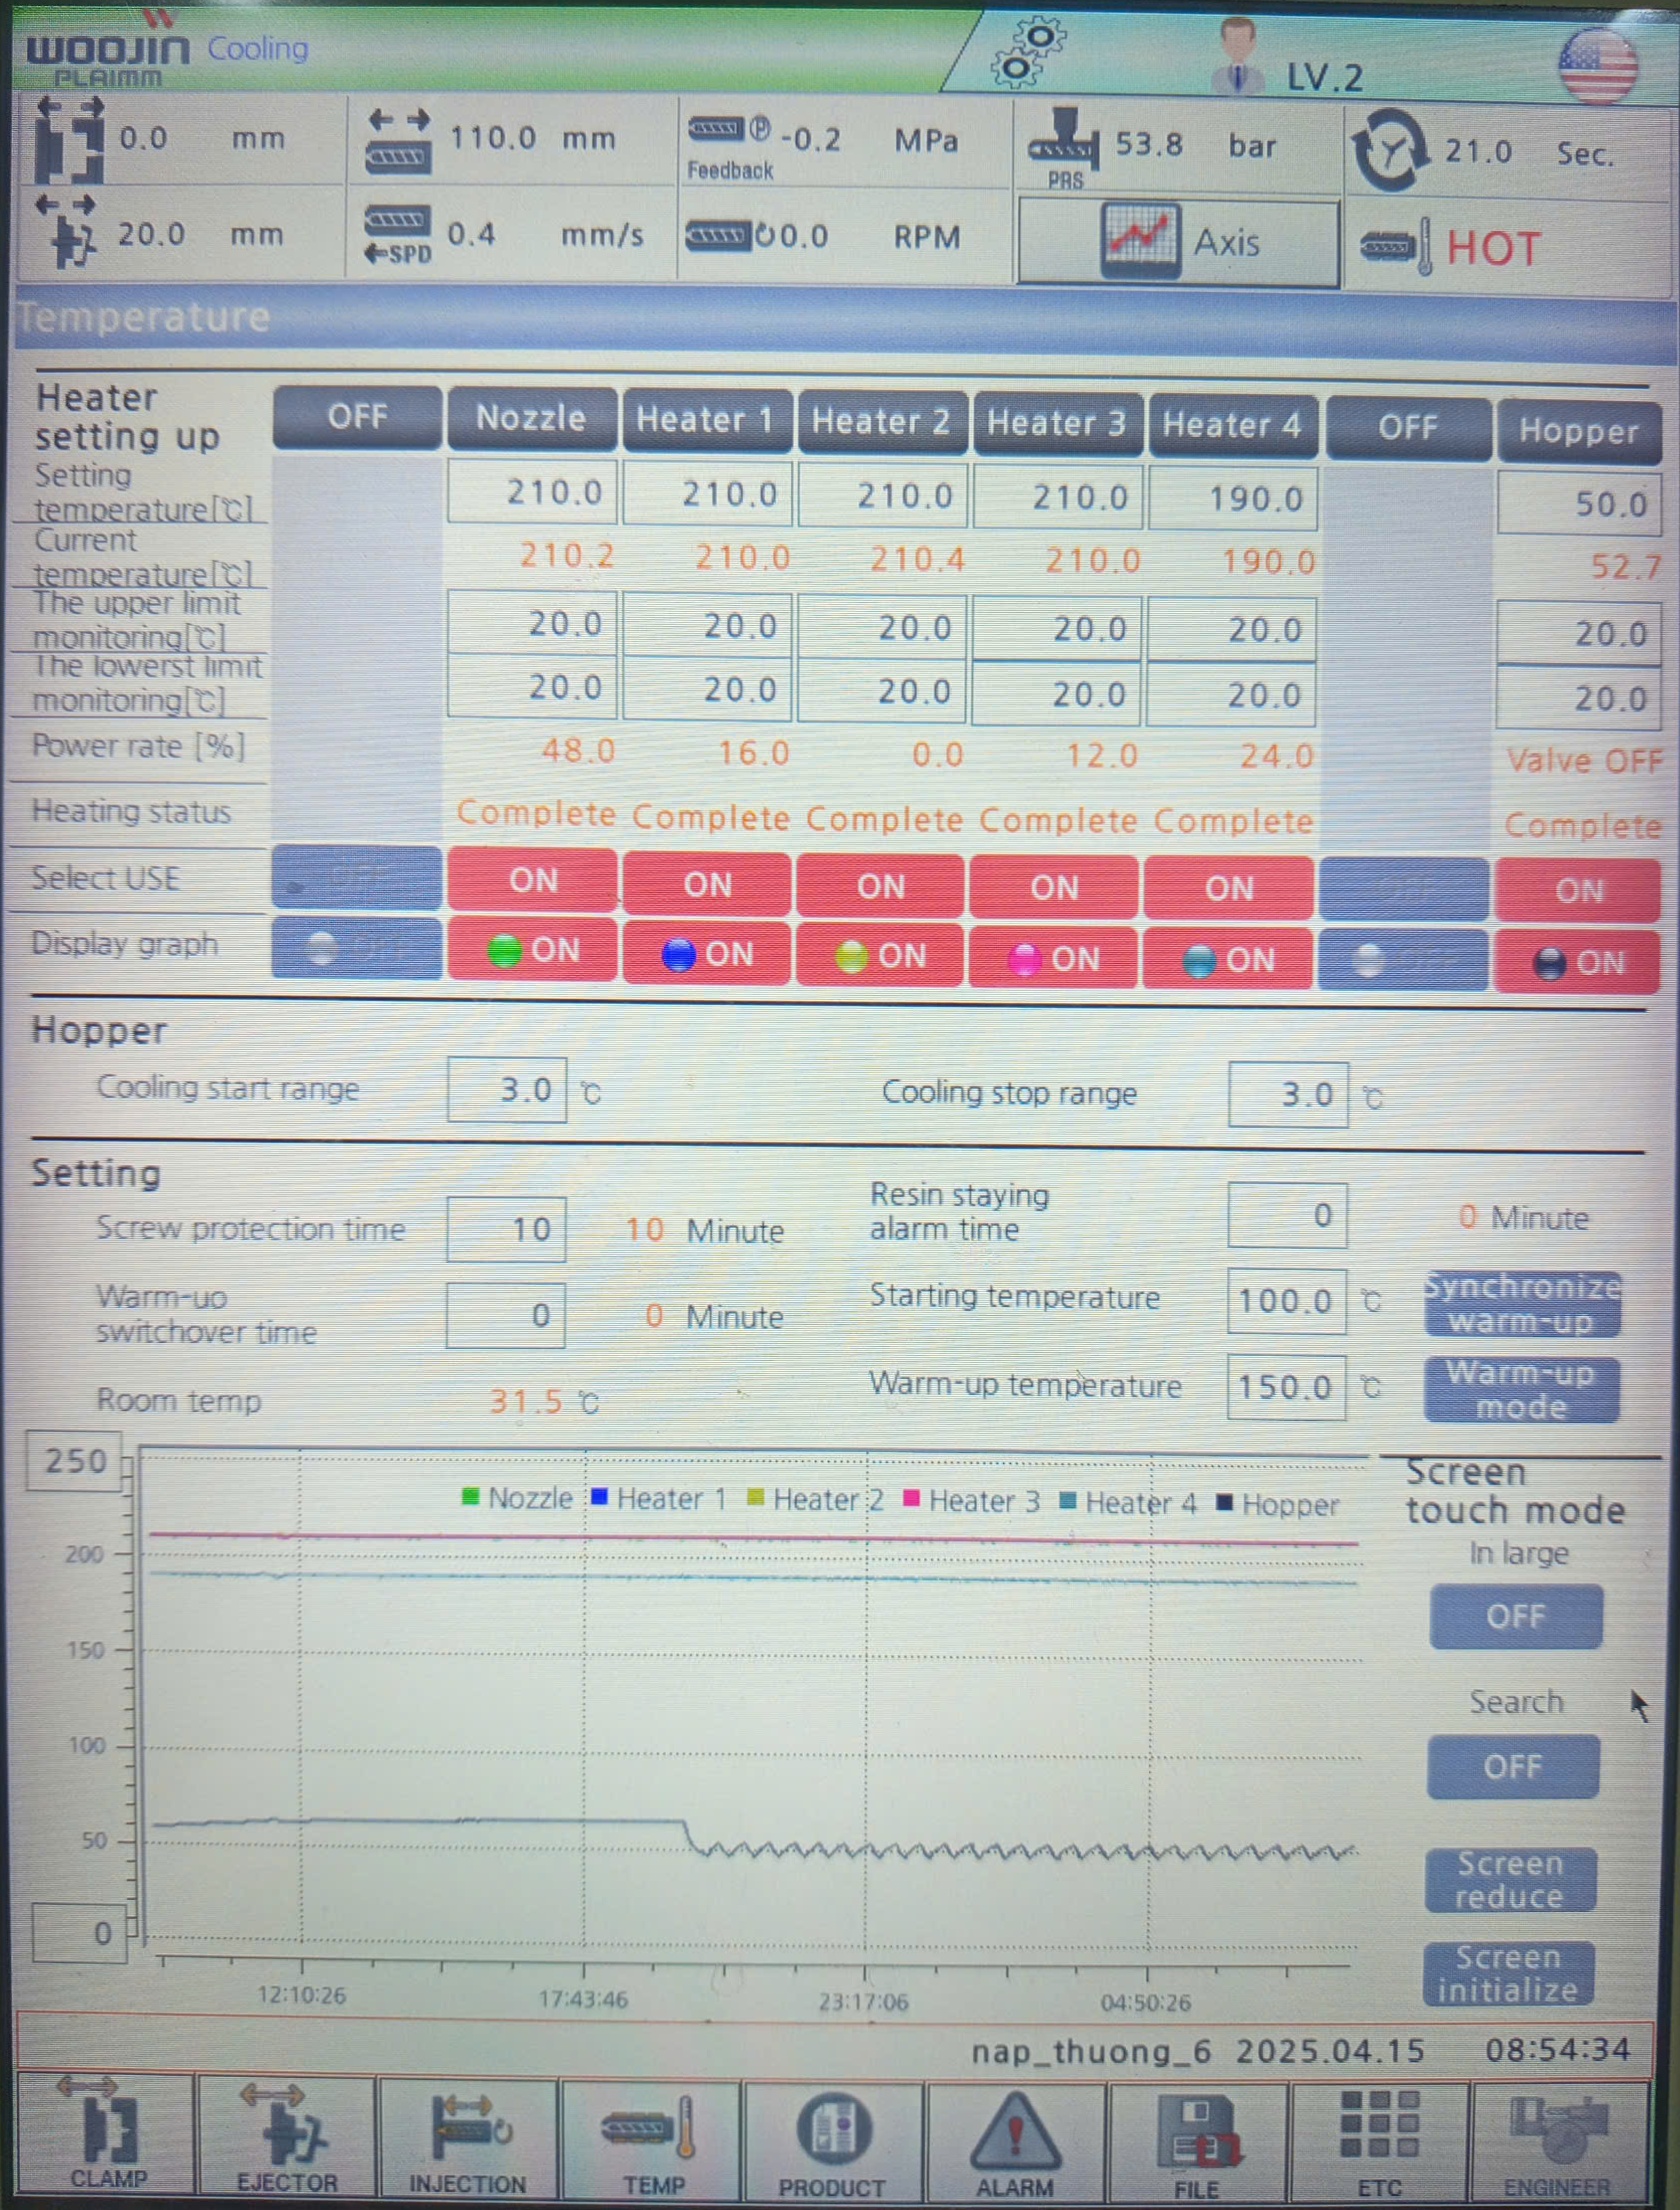 WOOJIN Cooling
PLAIMM
LV.2
0.0 mm
110.0 mm
-0.2 MPa
Feedback
53.8 bar
PRS
21.0 Sec.
20.0 mm
0.4 mm/s
SPD
0.0 RPM
Axis
HOT
Temperature
Heater setting up OFF Nozzle Heater 1 Heater 2 Heater 3 Heater 4 OFF Hopper
Setting temperature[℃] 210.0 210.0 210.0 210.0 190.0 50.0
Current temperature[℃] 210.2 210.0 210.4 210.0 190.0 52.7
The upper limit monitoring[℃] 20.0 20.0 20.0 20.0 20.0 20.0
The lowerst limit monitoring[℃] 20.0 20.0 20.0 20.0 20.0 20.0
Power rate [%] 48.0 16.0 0.0 12.0 24.0 Valve OFF
Heating status Complete Complete Complete Complete Complete Complete
Select USE OFF ON ON ON ON ON OFF ON
Display graph OFF ON ON ON ON ON OFF ON
Hopper
Cooling start range 3.0 ℃ Cooling stop range 3.0 ℃
Setting
Screw protection time 10 10 Minute
Resin staying alarm time 0 0 Minute
Warm-uo switchover time 0 0 Minute
Starting temperature 100.0 ℃
Synchronize warm-up
Room temp 31.5 ℃
Warm-up temperature 150.0 ℃
Warm-up mode
250
200
150
100
50
0
Nozzle Heater 1 Heater 2 Heater 3 Heater 4 Hopper
12:10:26 17:43:46 23:17:06 04:50:26
Screen touch mode
In large
OFF
Search
OFF
Screen reduce
Screen initialize
nap_thuong_6 2025.04.15 08:54:34
CLAMP EJECTOR INJECTION TEMP PRODUCT ALARM FILE ETC ENGINEER